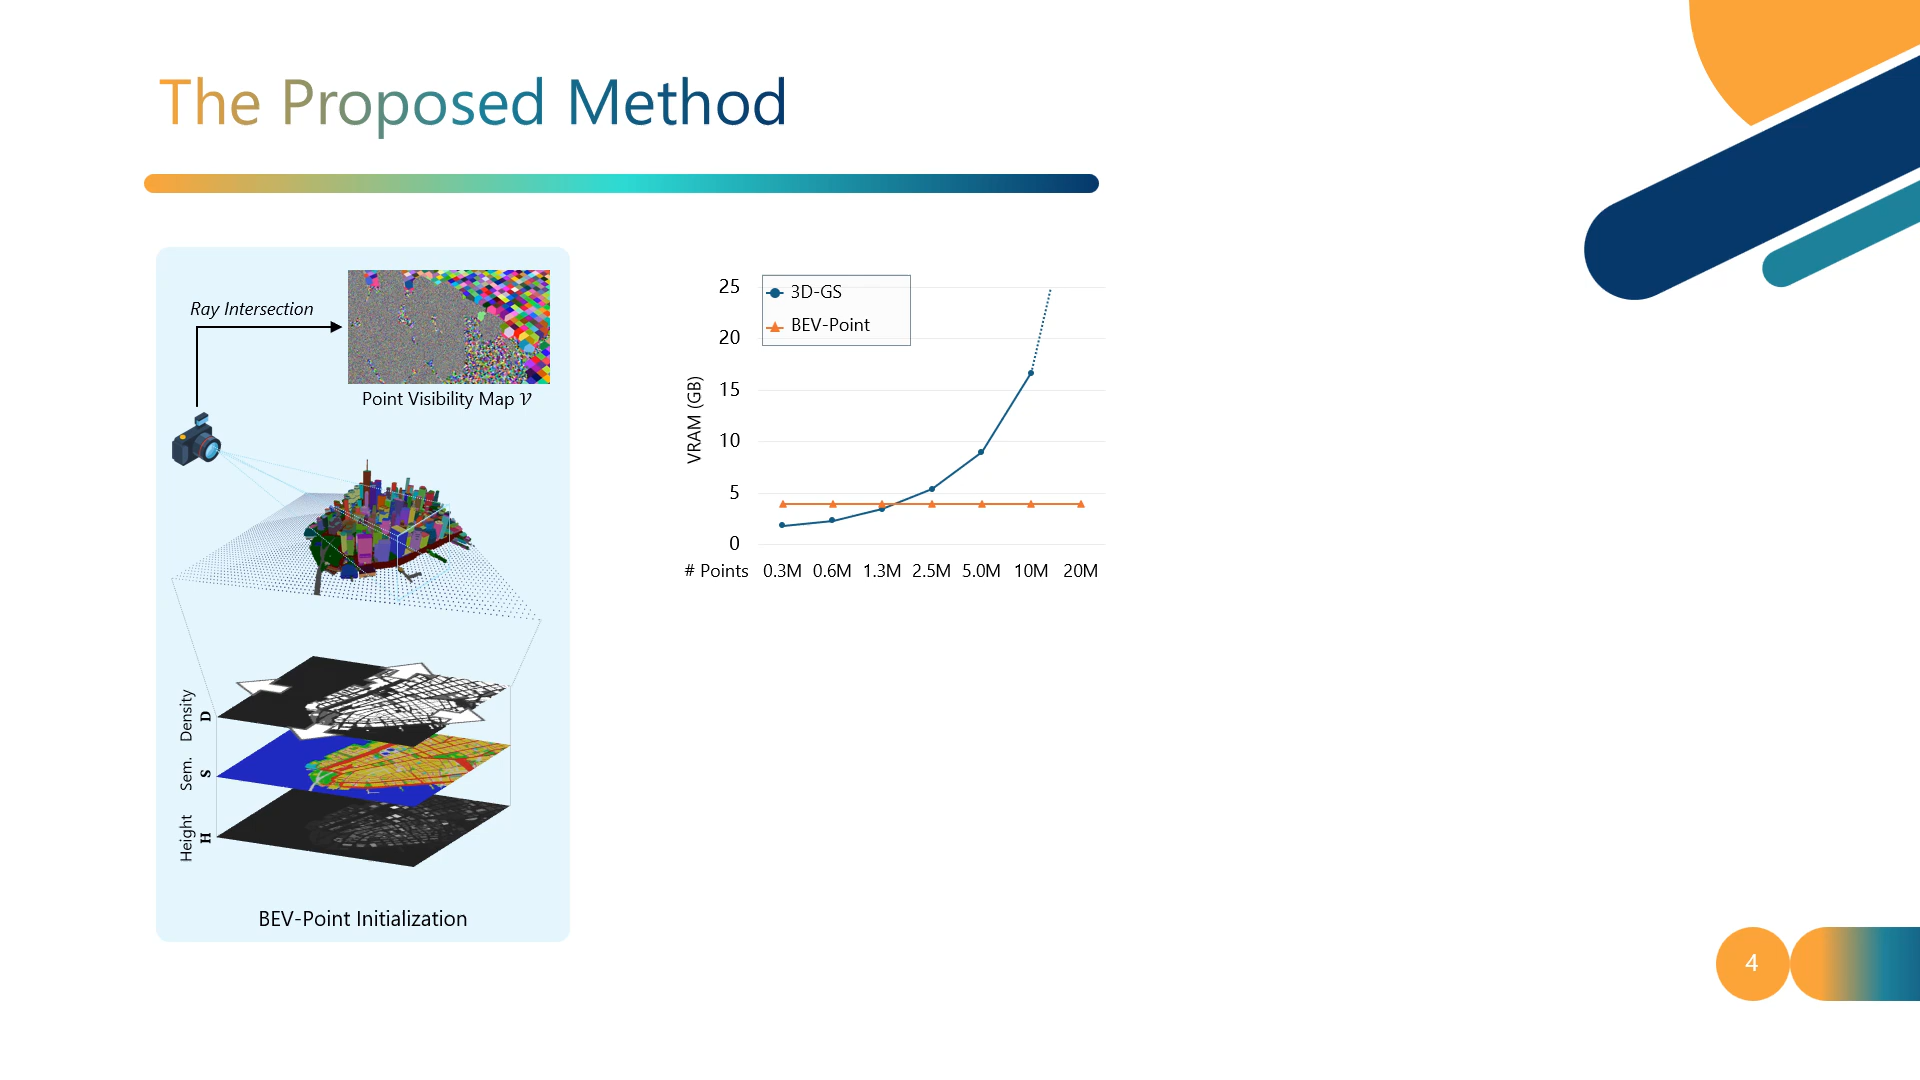 The Proposed Method
Ray Intersection
Point Visibility Map 𝒱
Density
D
Sem.
S
Height
H
BEV-Point Initialization
3D-GS
BEV-Point
VRAM (GB)
25
20
15
10
5
0
# Points 0.3M 0.6M 1.3M 2.5M 5.0M 10M 20M
4